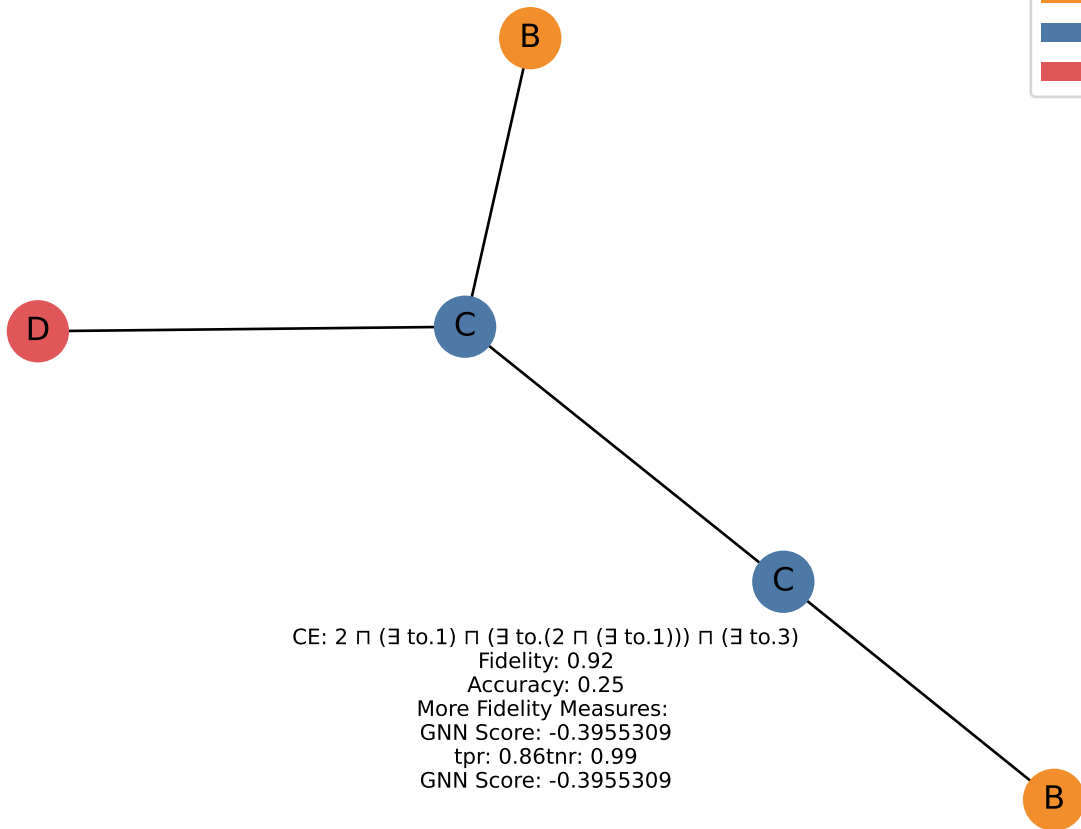 B
D
C
C
CE: 2 ⊓ (∃ to.1) ⊓ (∃ to.(2 ⊓ (∃ to.1))) ⊓ (∃ to.3)
Fidelity: 0.92
Accuracy: 0.25
More Fidelity Measures:
GNN Score: -0.3955309
tpr: 0.86tnr: 0.99
GNN Score: -0.3955309
B